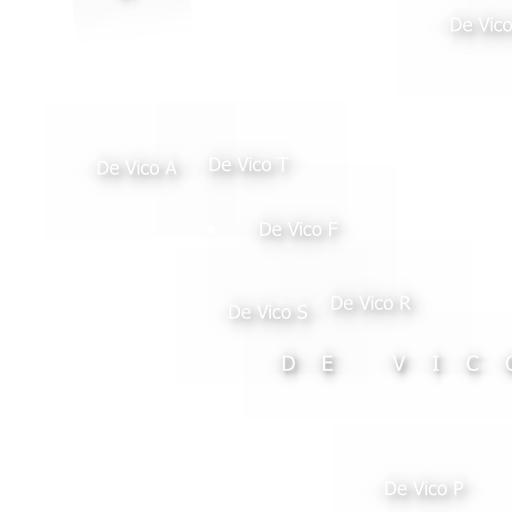 De Vico
De Vico A
De Vico T
De Vico F
De Vico R
De Vico S
D E V I C
De Vico P